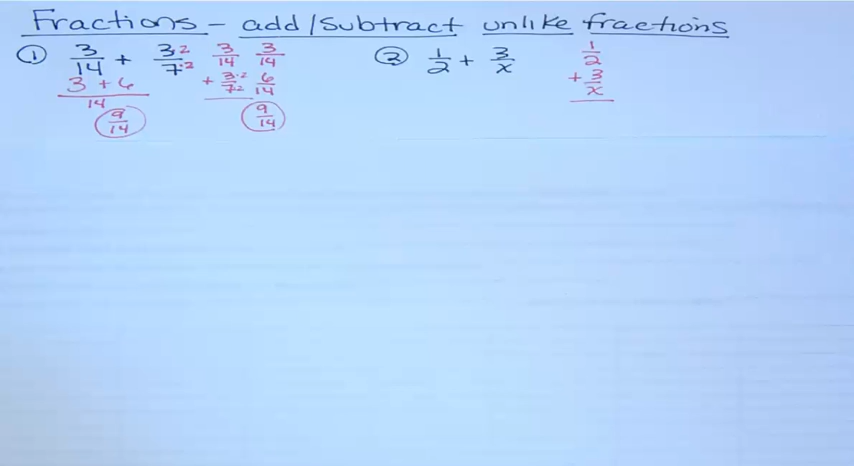 Fractions - add/Subtract unlike fractions
① 3/14 + 3·2/7·2 3/14 3/14 ② 1/2 + 3/x 1/2
3 + 6/14 + 3·2/7·2 6/14 + 3/x
9/14 9/14